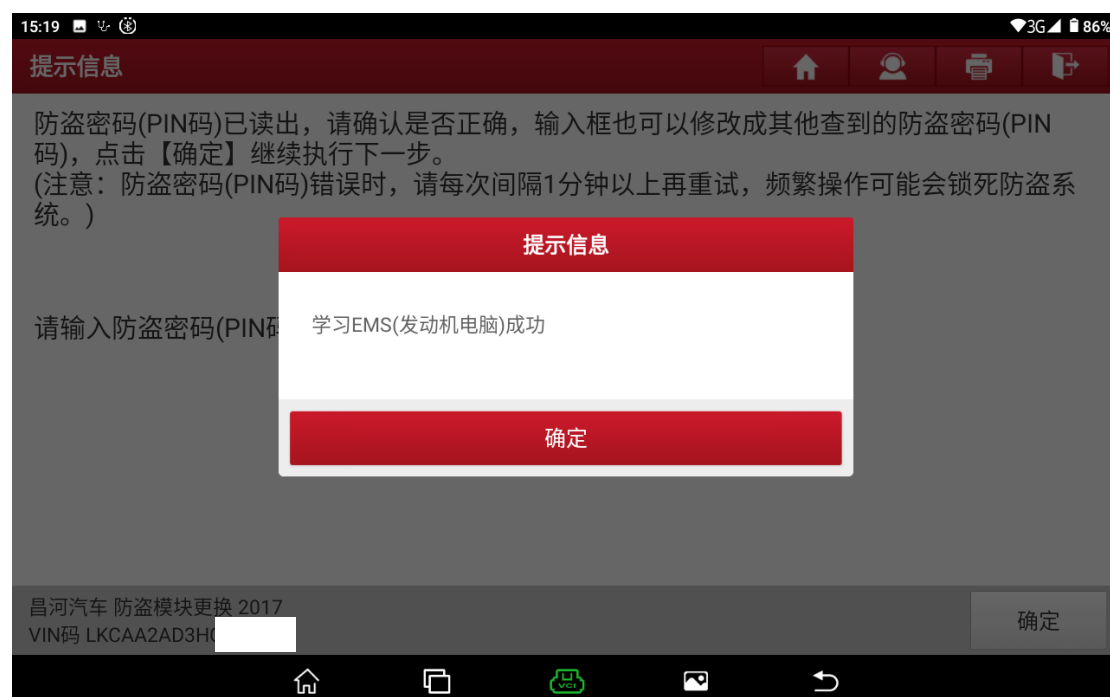 15:19
3G 86%
提示信息
防盗密码(PIN码)已读出，请确认是否正确，输入框也可以修改成其他查到的防盗密码(PIN
码)，点击【确定】继续执行下一步。
(注意：防盗密码(PIN码)错误时，请每次间隔1分钟以上再重试，频繁操作可能会锁死防盗系
统。)
提示信息
请输入防盗密码(PIN
学习EMS(发动机电脑)成功
确定
昌河汽车 防盗模块更换 2017
VIN码 LKCAA2AD3H
确定
VCI